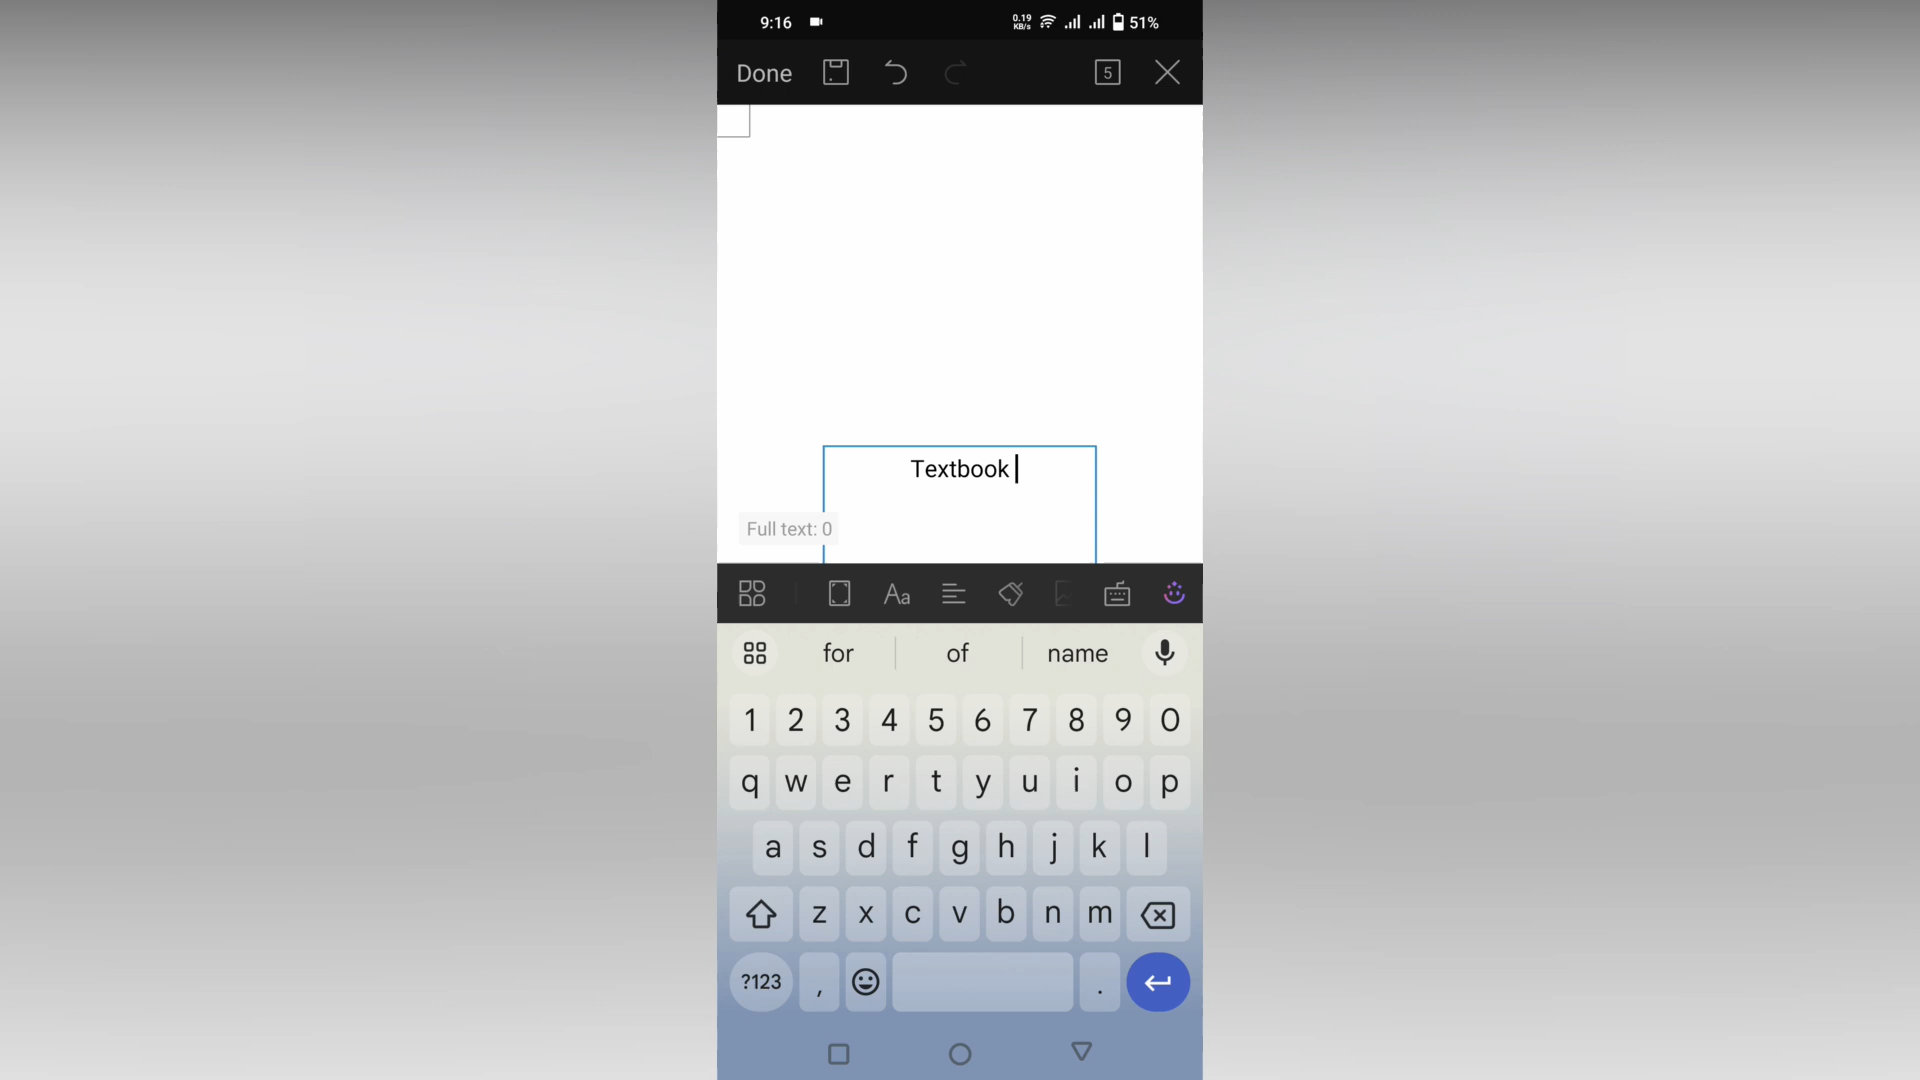 9:16 0.19 KB/s 51%
Done 5
Textbook
Full text: 0
Aa
for of name
1 2 3 4 5 6 7 8 9 0
q w e r t y u i o p
a s d f g h j k l
z x c v b n m
?123 , .